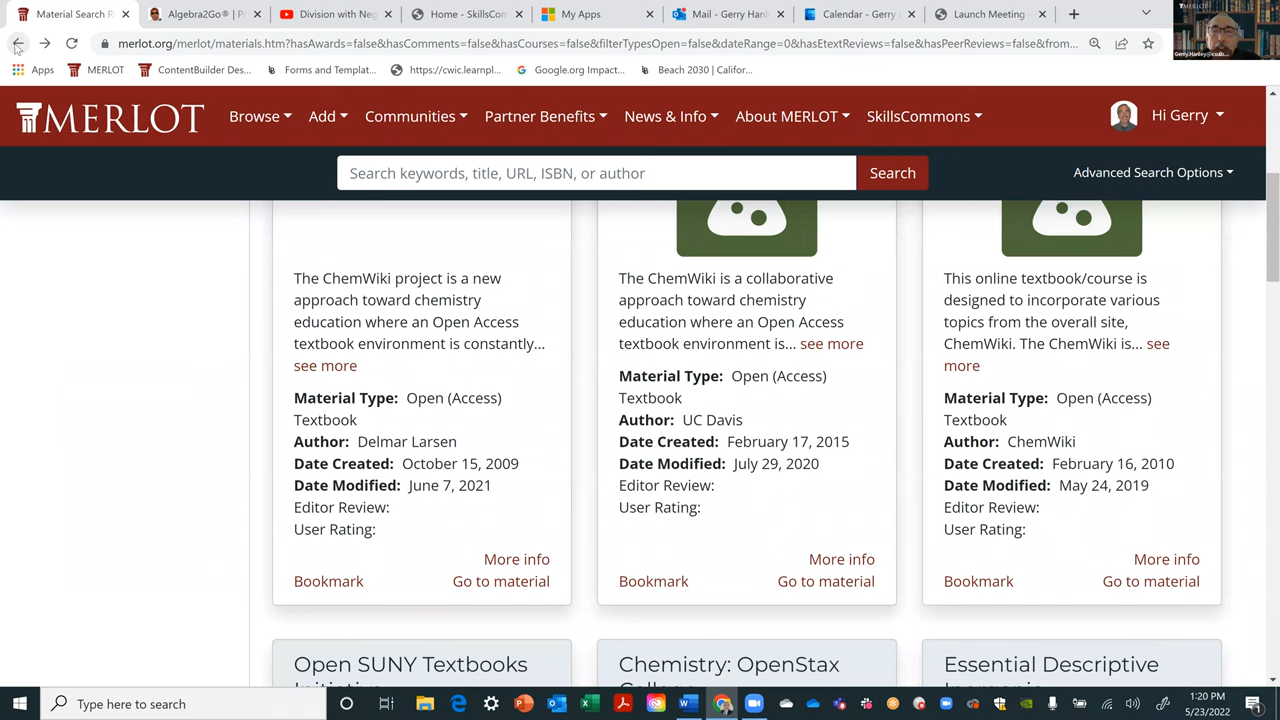 Material Search R
Algebra2Go® | P
Division with Neg
Home - SkillsCom
My Apps
Mail - Gerry Han
Calendar - Gerry
Launch Meeting
merlot.org/merlot/materials.htm?hasAwards=false&hasComments=false&hasCourses=false&filterTypesOpen=false&dateRange=0&hasEtextReviews=false&hasPeerReviews=false&from...
Apps
MERLOT
ContentBuilder Des...
Forms and Templat...
https://cwic.learnpi...
Google.org Impact...
Beach 2030 | Califor...
MERLOT
Gerry.Hanley@csulb...
MERLOT
Browse
Add
Communities
Partner Benefits
News & Info
About MERLOT
SkillsCommons
Hi Gerry
Search keywords, title, URL, ISBN, or author
Search
Advanced Search Options
The ChemWiki project is a new
approach toward chemistry
education where an Open Access
textbook environment is constantly...
see more
Material Type: Open (Access)
Textbook
Author: Delmar Larsen
Date Created: October 15, 2009
Date Modified: June 7, 2021
Editor Review:
User Rating:
More info
Bookmark
Go to material
The ChemWiki is a collaborative
approach toward chemistry
education where an Open Access
textbook environment is... see more
Material Type: Open (Access)
Textbook
Author: UC Davis
Date Created: February 17, 2015
Date Modified: July 29, 2020
Editor Review:
User Rating:
More info
Bookmark
Go to material
This online textbook/course is
designed to incorporate various
topics from the overall site,
ChemWiki. The ChemWiki is... see
more
Material Type: Open (Access)
Textbook
Author: ChemWiki
Date Created: February 16, 2010
Date Modified: May 24, 2019
Editor Review:
User Rating:
More info
Bookmark
Go to material
Open SUNY Textbooks
Chemistry: OpenStax
Essential Descriptive
Type here to search
1:20 PM
5/23/2022